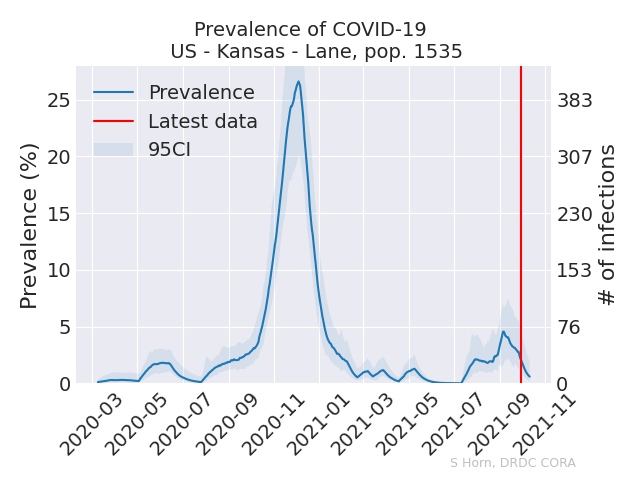 Prevalence of COVID-19
US - Kansas - Lane, pop. 1535
Prevalence
Latest data
95CI
Prevalence (%)
25
20
15
10
5
0
383
307
230
153
76
0
# of infections
2020-03
2020-05
2020-07
2020-09
2020-11
2021-01
2021-03
2021-05
2021-07
2021-09
2021-11
S Horn, DRDC CORA